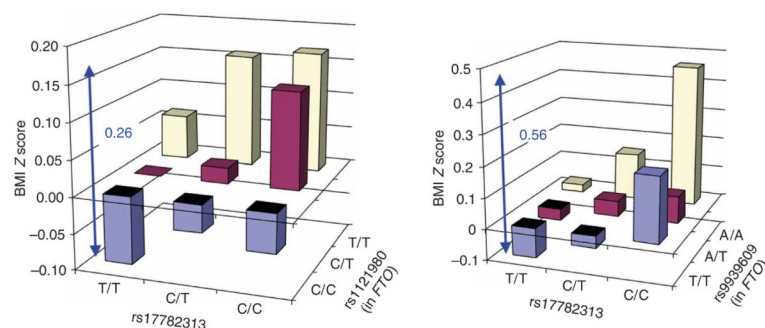 0.20
0.15
0.10
0.05
0.00
−0.05
−0.10
BMI Z score
0.26
T/T
C/T
C/C
rs17782313
T/T
C/T
C/C
rs1121980
(in FTO)
0.5
0.4
0.3
0.2
0.1
0
−0.1
BMI Z score
0.56
T/T
C/T
C/C
rs17782313
A/A
A/T
T/T
rs9939609
(in FTO)